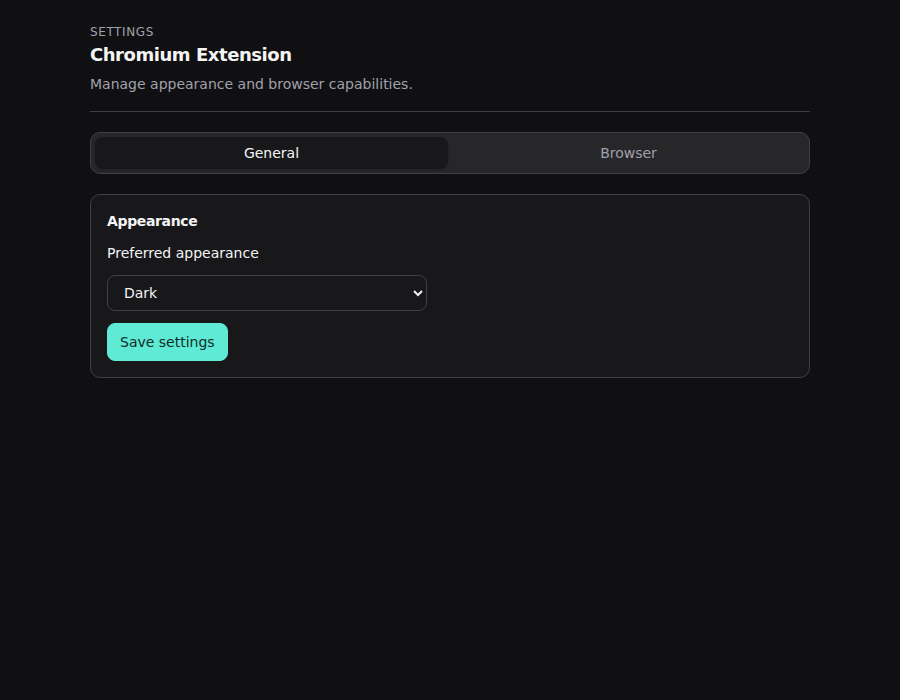 SETTINGS
Chromium Extension
Manage appearance and browser capabilities.
General
Browser
Appearance
Preferred appearance
Dark
Save settings